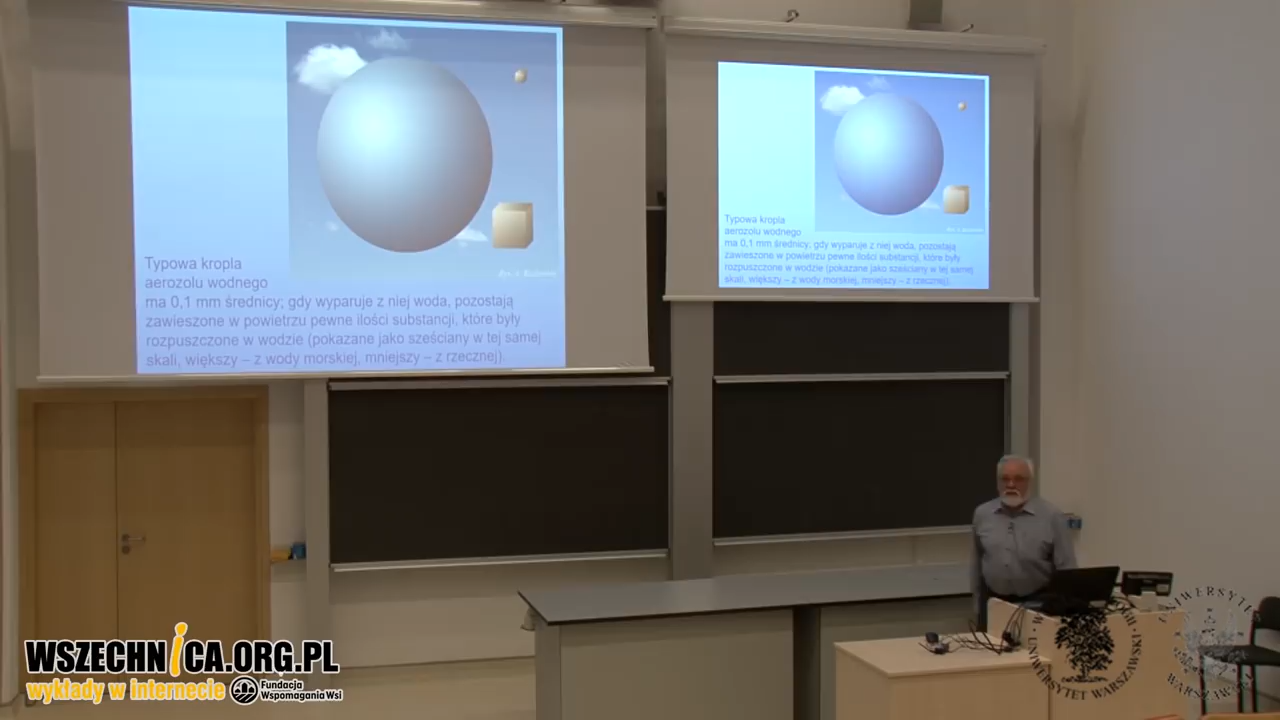 Typowa kropla
aerozolu wodnego
ma 0,1 mm średnicy; gdy wyparuje z niej woda, pozostają
zawieszone w powietrzu pewne ilości substancji, które były
rozpuszczone w wodzie (pokazane jako sześciany w tej samej
skali, większy – z wody morskiej, mniejszy – z rzecznej).
Typowa kropla
aerozolu wodnego
ma 0,1 mm średnicy; gdy wyparuje z niej woda, pozostają
zawieszone w powietrzu pewne ilości substancji, które były
rozpuszczone w wodzie (pokazane jako sześciany w tej samej
skali, większy – z wody morskiej, mniejszy – z rzecznej).
WSZECHNiCA.ORG.PL
wykłady w internecie
Fundacja
Wspomagania Wsi
UNIWERSYTET WARSZAWSKI
UNIWERSYTET
WARSZAWSKI